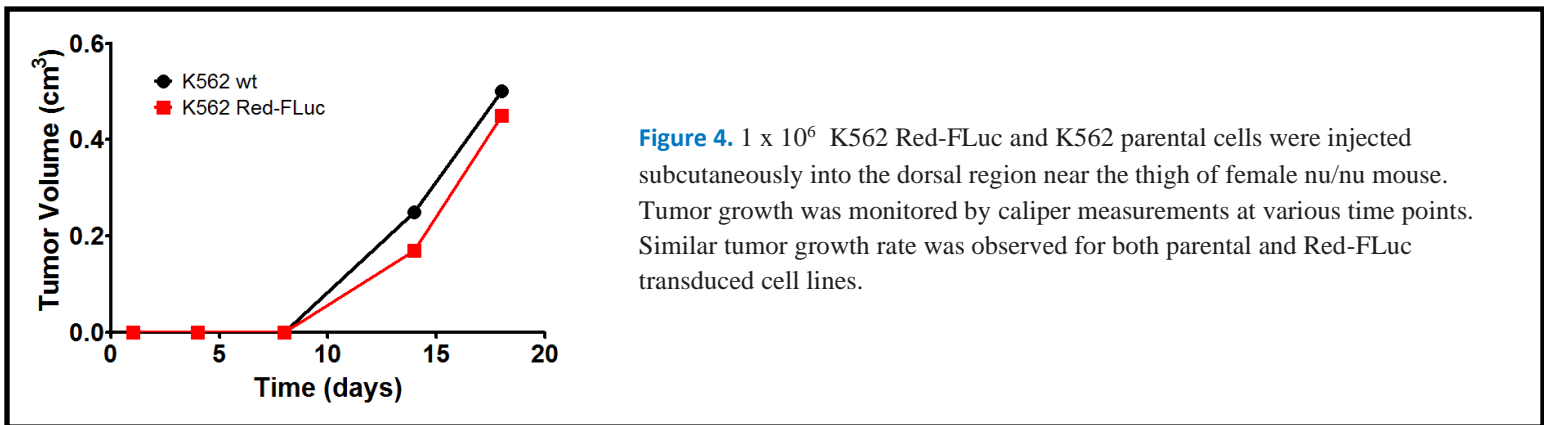 Tumor Volume (cm³)
0.6
0.4
0.2
0.0
K562 wt
K562 Red-FLuc
0 5 10 15 20
Time (days)
Figure 4. 1 x 10⁶ K562 Red-FLuc and K562 parental cells were injected
subcutaneously into the dorsal region near the thigh of female nu/nu mouse.
Tumor growth was monitored by caliper measurements at various time points.
Similar tumor growth rate was observed for both parental and Red-FLuc
transduced cell lines.